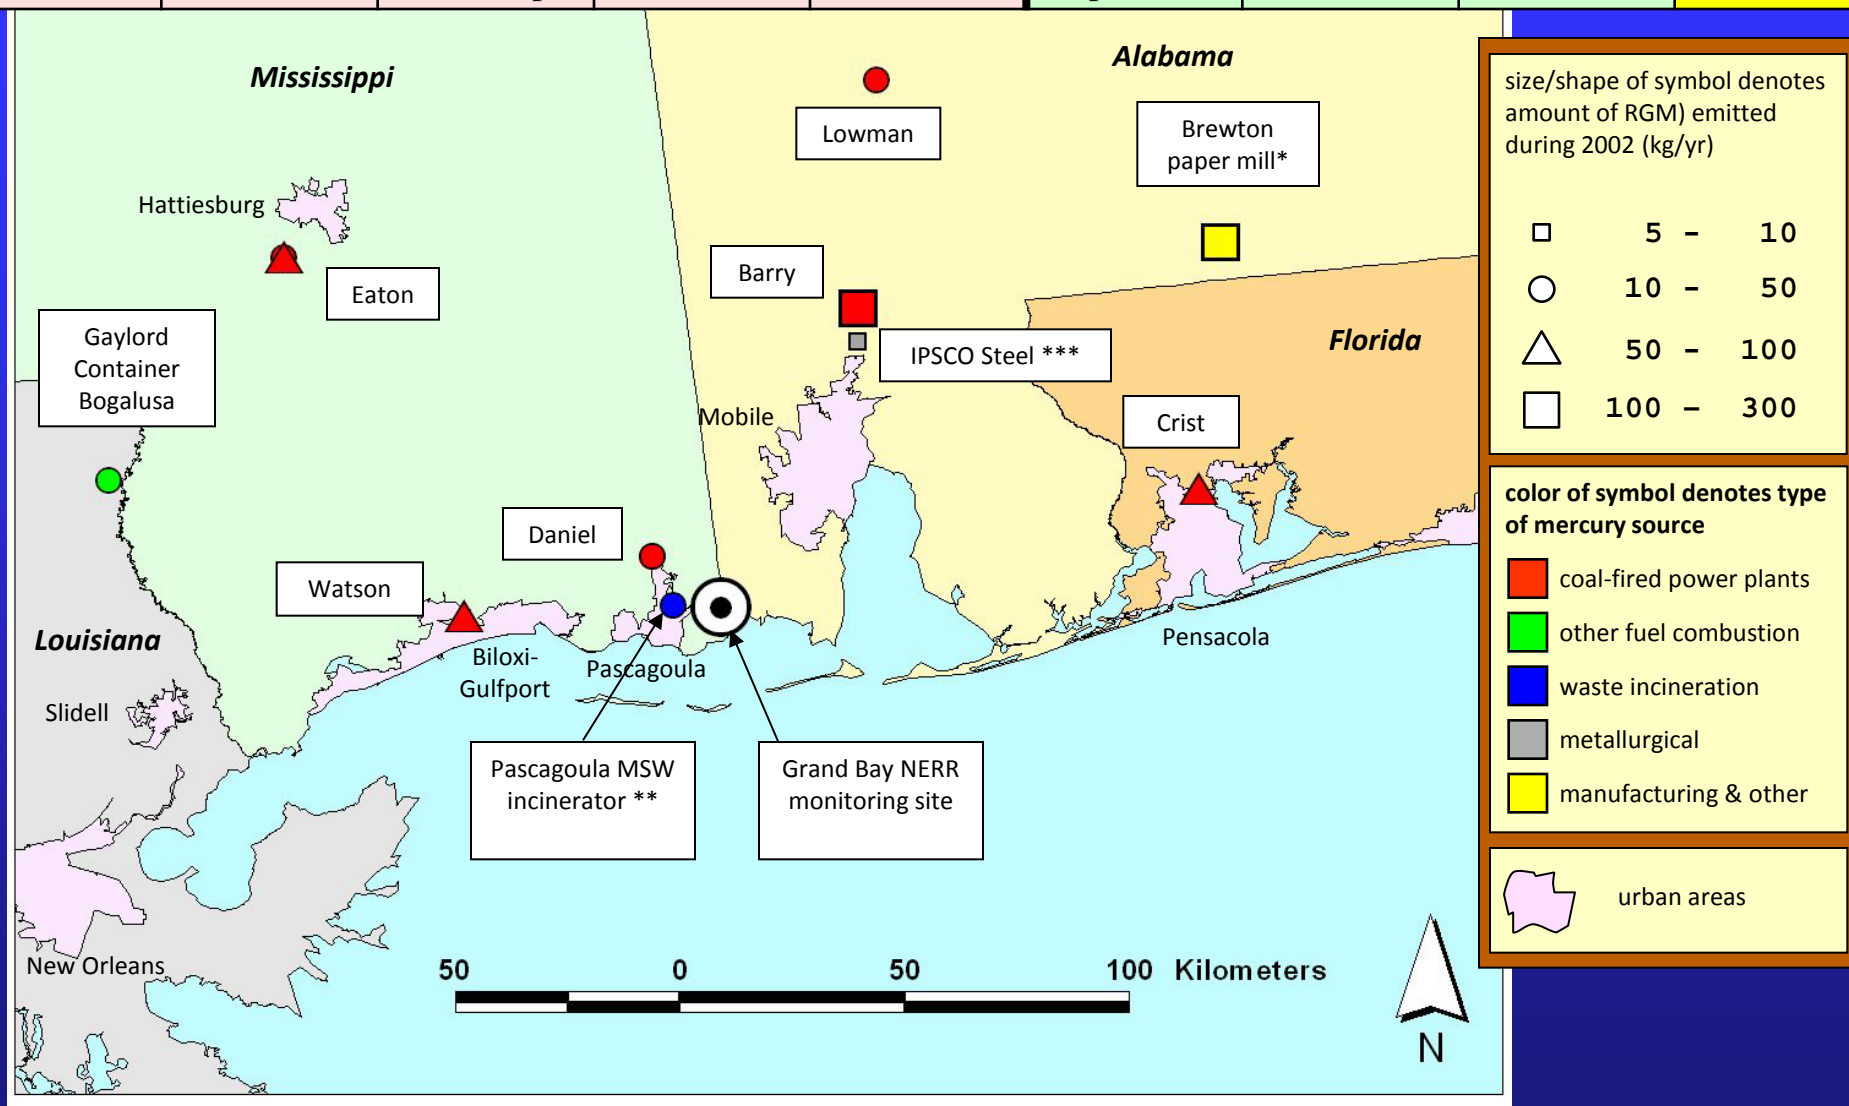 Mississippi
Alabama
Lowman
Brewton
paper mill*
Hattiesburg
Eaton
Barry
Gaylord
Container
Bogalusa
IPSCO Steel ***
Florida
Mobile
Crist
Daniel
Watson
Louisiana
Biloxi-
Gulfport
Pascagoula
Pensacola
Slidell
Pascagoula MSW
incinerator **
Grand Bay NERR
monitoring site
New Orleans
50 0 50 100 Kilometers
N
size/shape of symbol denotes
amount of RGM) emitted
during 2002 (kg/yr)
5 – 10
10 – 50
50 – 100
100 – 300
color of symbol denotes type
of mercury source
coal-fired power plants
other fuel combustion
waste incineration
metallurgical
manufacturing & other
urban areas